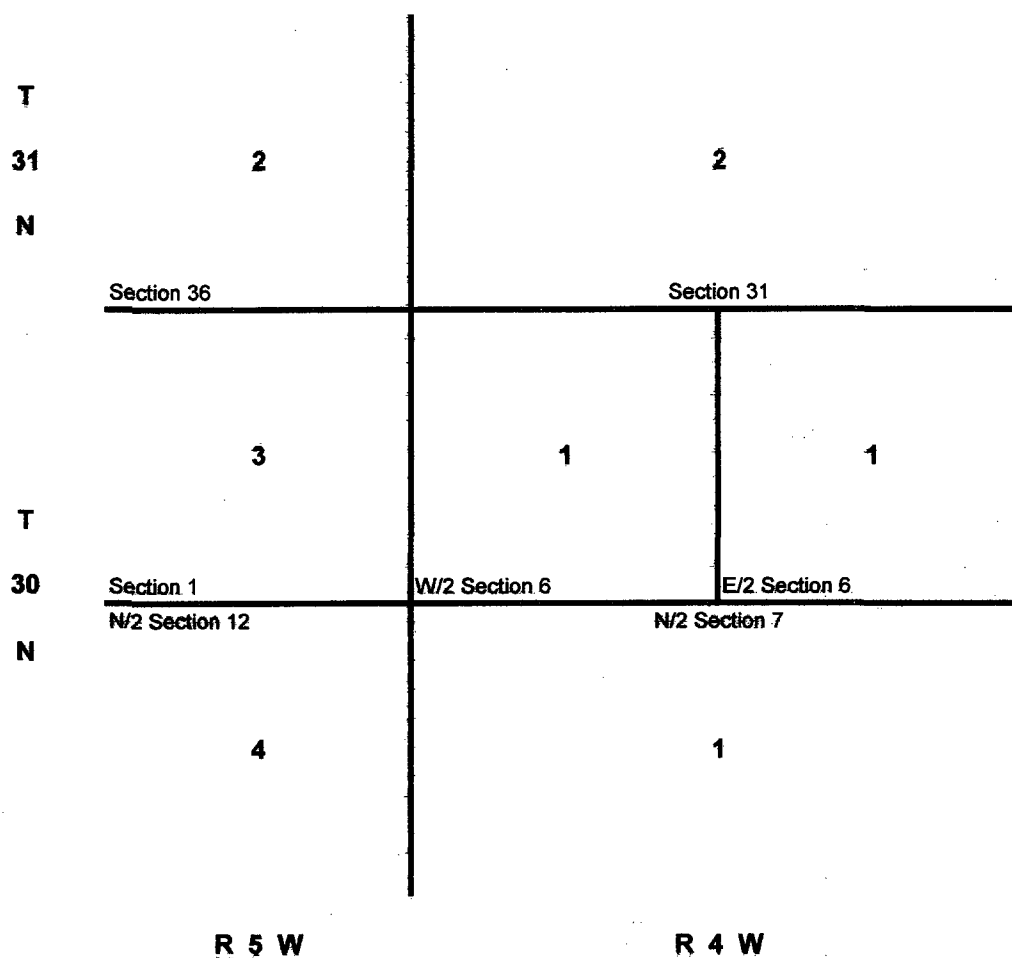 T
31
N
2
2
Section 36
Section 31
3
1
1
T
30
N
Section 1
W/2 Section 6
E/2 Section 6
N/2 Section 12
N/2 Section 7
4
1
R 5 W
R 4 W